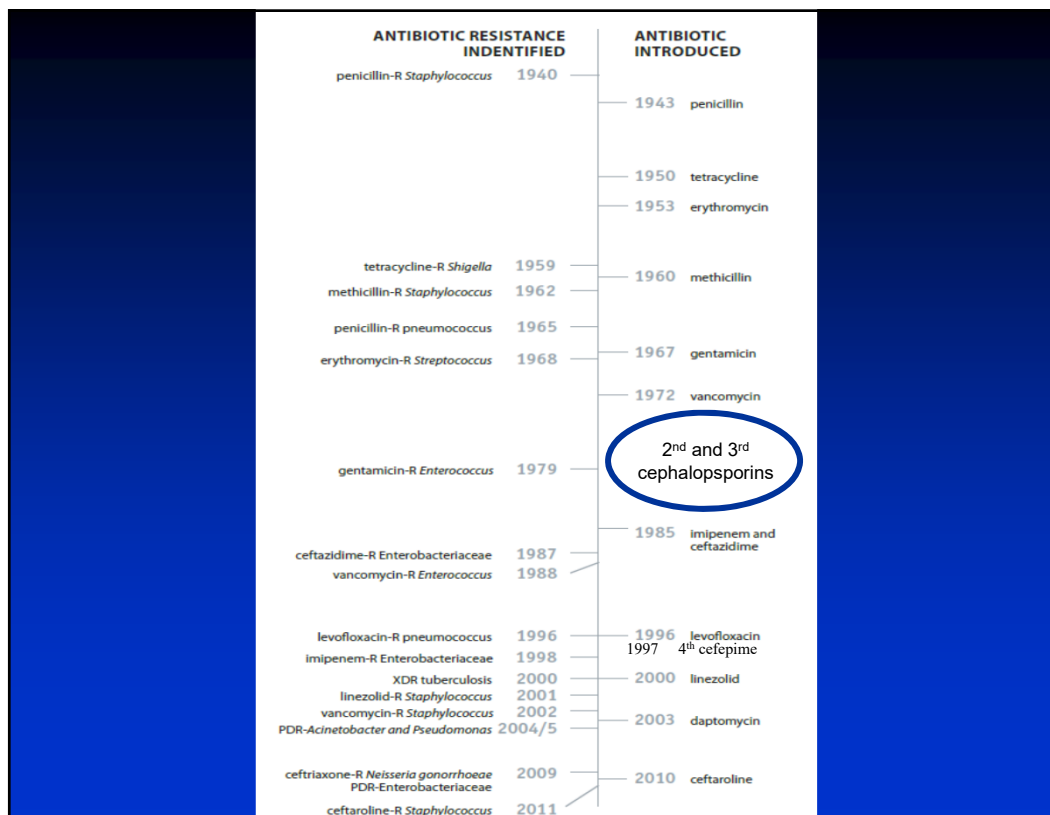 ANTIBIOTIC RESISTANCE
INDENTIFIED
ANTIBIOTIC
INTRODUCED
penicillin-R Staphylococcus 1940
1943 penicillin
1950 tetracycline
1953 erythromycin
tetracycline-R Shigella 1959
1960 methicillin
methicillin-R Staphylococcus 1962
penicillin-R pneumococcus 1965
1967 gentamicin
erythromycin-R Streptococcus 1968
1972 vancomycin
2nd and 3rd
cephalopsporins
gentamicin-R Enterococcus 1979
1985 imipenem and
ceftazidime
ceftazidime-R Enterobacteriaceae 1987
vancomycin-R Enterococcus 1988
levofloxacin-R pneumococcus 1996
1996 levofloxacin
1997 4th cefepime
imipenem-R Enterobacteriaceae 1998
XDR tuberculosis 2000
2000 linezolid
linezolid-R Staphylococcus 2001
vancomycin-R Staphylococcus 2002
2003 daptomycin
PDR-Acinetobacter and Pseudomonas 2004/5
ceftriaxone-R Neisseria gonorrhoeae 2009
PDR-Enterobacteriaceae
2010 ceftaroline
ceftaroline-R Staphylococcus 2011